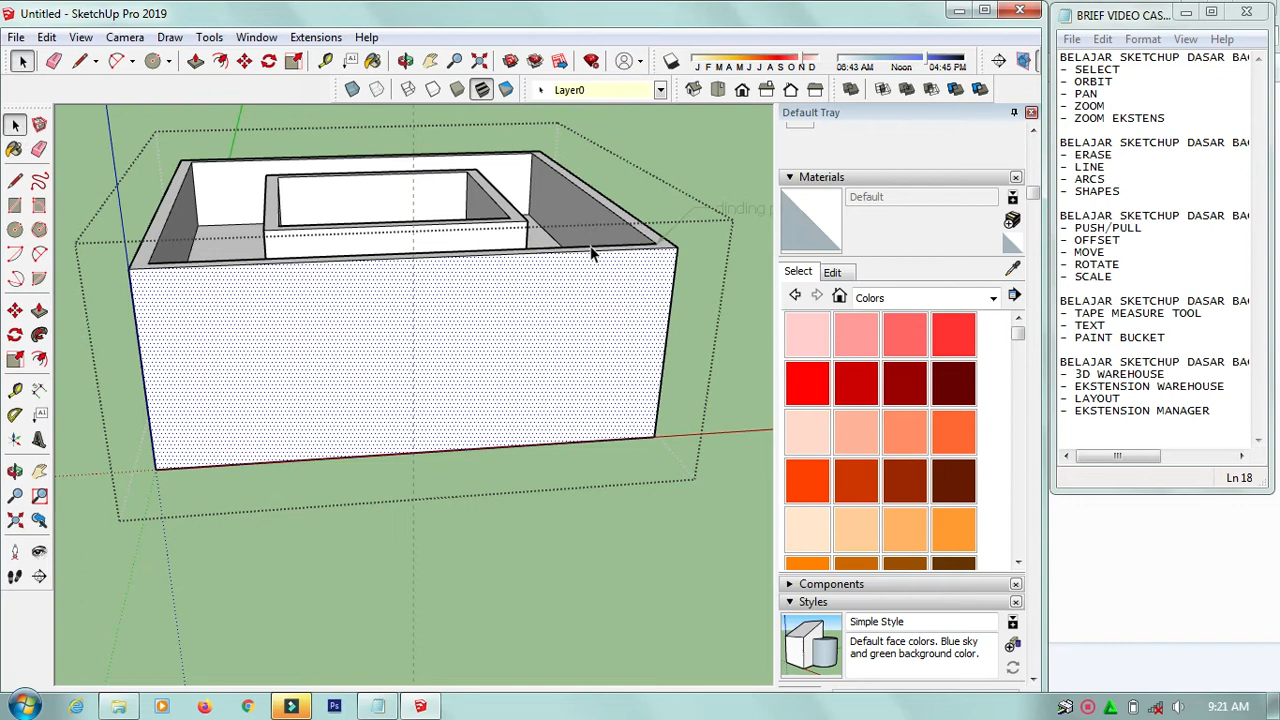 Untitled - SketchUp Pro 2019
File Edit View Camera Draw Tools Window Extensions Help
J F M A M J J A S O N D 08:43 AM Noon 04:45 PM
Layer0
Default Tray
Materials
Default
Select Edit
Colors
Components
Styles
Simple Style
Default face colors. Blue sky
and green background color.
dinding p
BRIEF VIDEO CAS...
File Edit Format View Help
BELAJAR SKETCHUP DASAR BA
- SELECT
- ORBIT
- PAN
- ZOOM
- ZOOM EKSTENS
BELAJAR SKETCHUP DASAR BA
- ERASE
- LINE
- ARCS
- SHAPES
BELAJAR SKETCHUP DASAR BA
- PUSH/PULL
- OFFSET
- MOVE
- ROTATE
- SCALE
BELAJAR SKETCHUP DASAR BA
- TAPE MEASURE TOOL
- TEXT
- PAINT BUCKET
BELAJAR SKETCHUP DASAR BA
- 3D WAREHOUSE
- EKSTENSION WAREHOUSE
- LAYOUT
- EKSTENSION MANAGER
Ln 18
Ps
9:21 AM